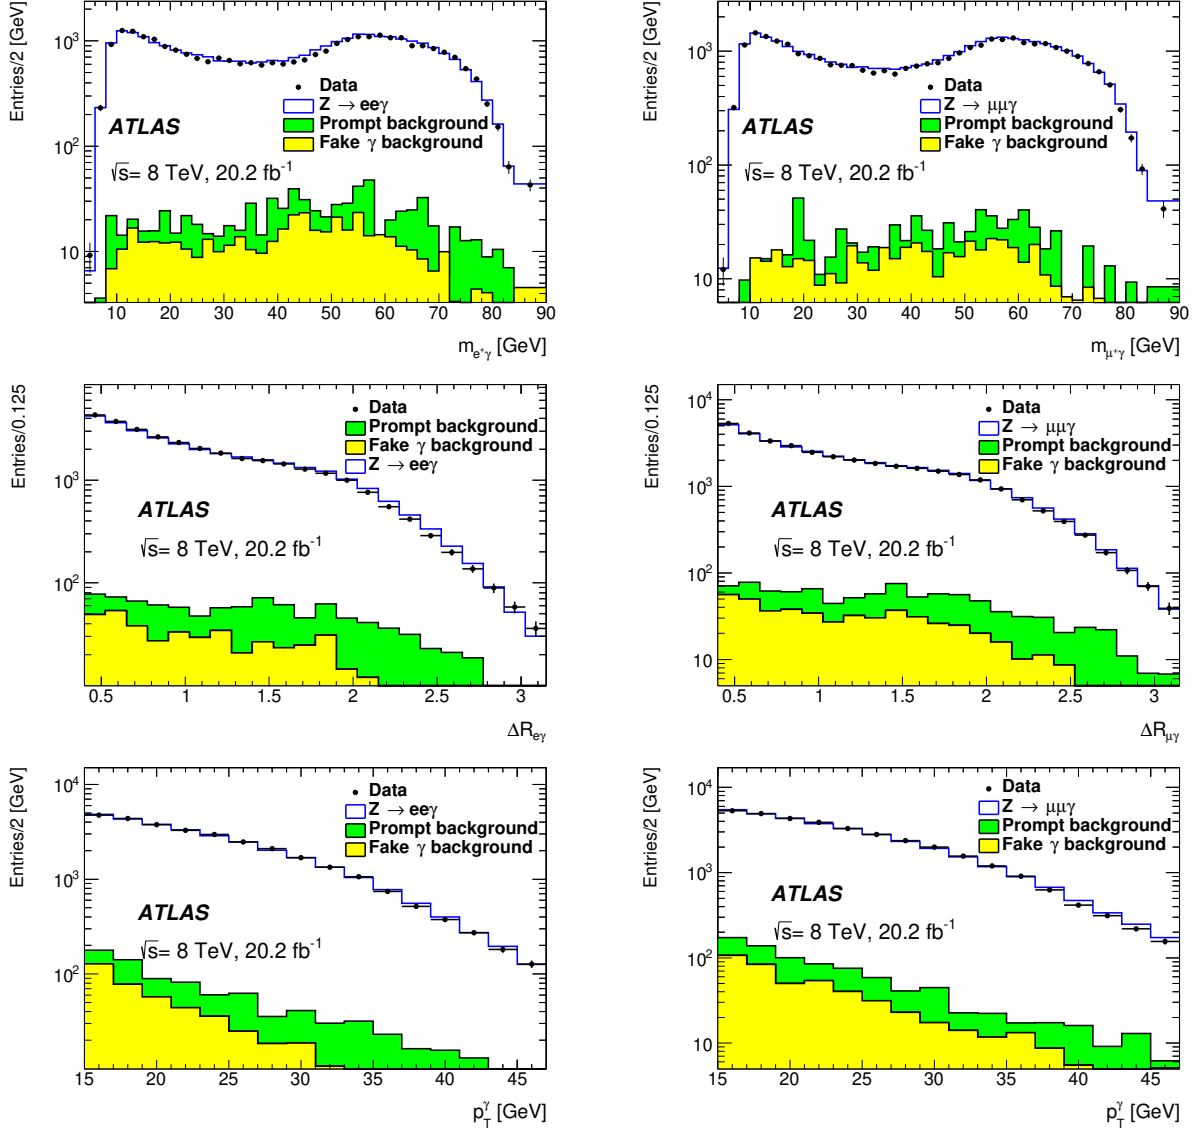 Entries/2 [GeV]
10³
10²
10
Data
Z → eeγ
Prompt background
Fake γ background
ATLAS
√s= 8 TeV, 20.2 fb⁻¹
10 20 30 40 50 60 70 80 90
m_e⁺γ [GeV]
Entries/2 [GeV]
10³
10²
10
Data
Z → μμγ
Prompt background
Fake γ background
ATLAS
√s= 8 TeV, 20.2 fb⁻¹
10 20 30 40 50 60 70 80 90
m_μ⁺γ [GeV]
Entries/0.125
10³
10²
Data
Prompt background
Fake γ background
Z → eeγ
ATLAS
√s= 8 TeV, 20.2 fb⁻¹
0.5 1 1.5 2 2.5 3
ΔR_eγ
Entries/0.125
10⁴
10³
10²
10
Data
Z → μμγ
Prompt background
Fake γ background
ATLAS
√s= 8 TeV, 20.2 fb⁻¹
0.5 1 1.5 2 2.5 3
ΔR_μγ
Entries/2 [GeV]
10⁴
10³
10²
Data
Z → eeγ
Prompt background
Fake γ background
ATLAS
√s= 8 TeV, 20.2 fb⁻¹
15 20 25 30 35 40 45
p_T^γ [GeV]
Entries/2 [GeV]
10⁴
10³
10²
10
Data
Z → μμγ
Prompt background
Fake γ background
ATLAS
√s= 8 TeV, 20.2 fb⁻¹
15 20 25 30 35 40 45
p_T^γ [GeV]